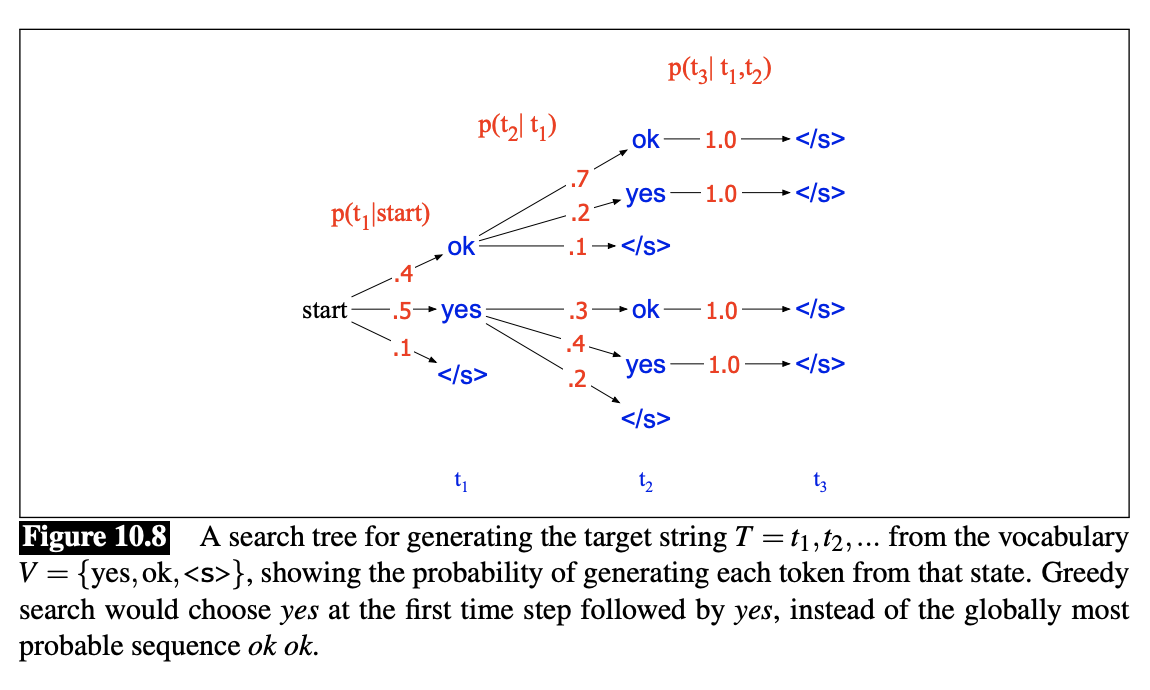 p(t3| t1,t2)
p(t2| t1)
ok 1.0 </s>
.7
yes 1.0 </s>
.2
p(t1|start)
ok .1 </s>
.4
start .5 yes .3 ok 1.0 </s>
.1 .4
yes 1.0 </s>
</s> .2
</s>
t1 t2 t3
Figure 10.8 A search tree for generating the target string T = t1,t2,... from the vocabulary
V = {yes,ok,<s>}, showing the probability of generating each token from that state. Greedy
search would choose yes at the first time step followed by yes, instead of the globally most
probable sequence ok ok.